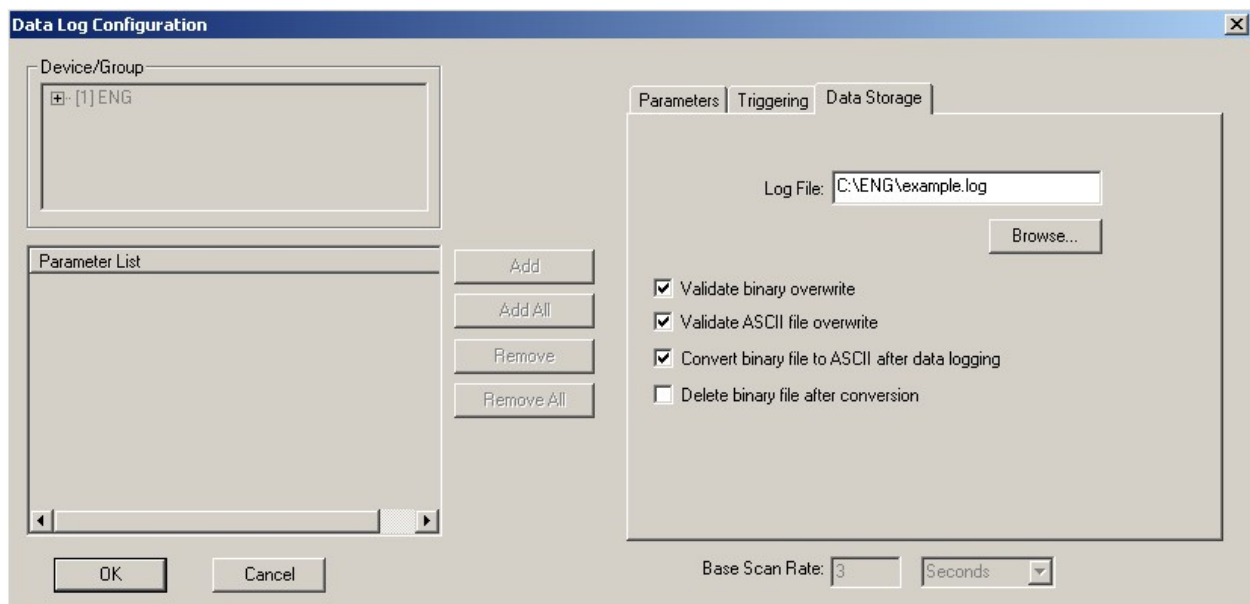 Data Log Configuration
Device/Group
[1] ENG
Parameter List
Add
Add All
Remove
Remove All
OK
Cancel
Parameters
Triggering
Data Storage
Log File: C:\ENG\example.log
Browse...
Validate binary overwrite
Validate ASCII file overwrite
Convert binary file to ASCII after data logging
Delete binary file after conversion
Base Scan Rate: 3 Seconds